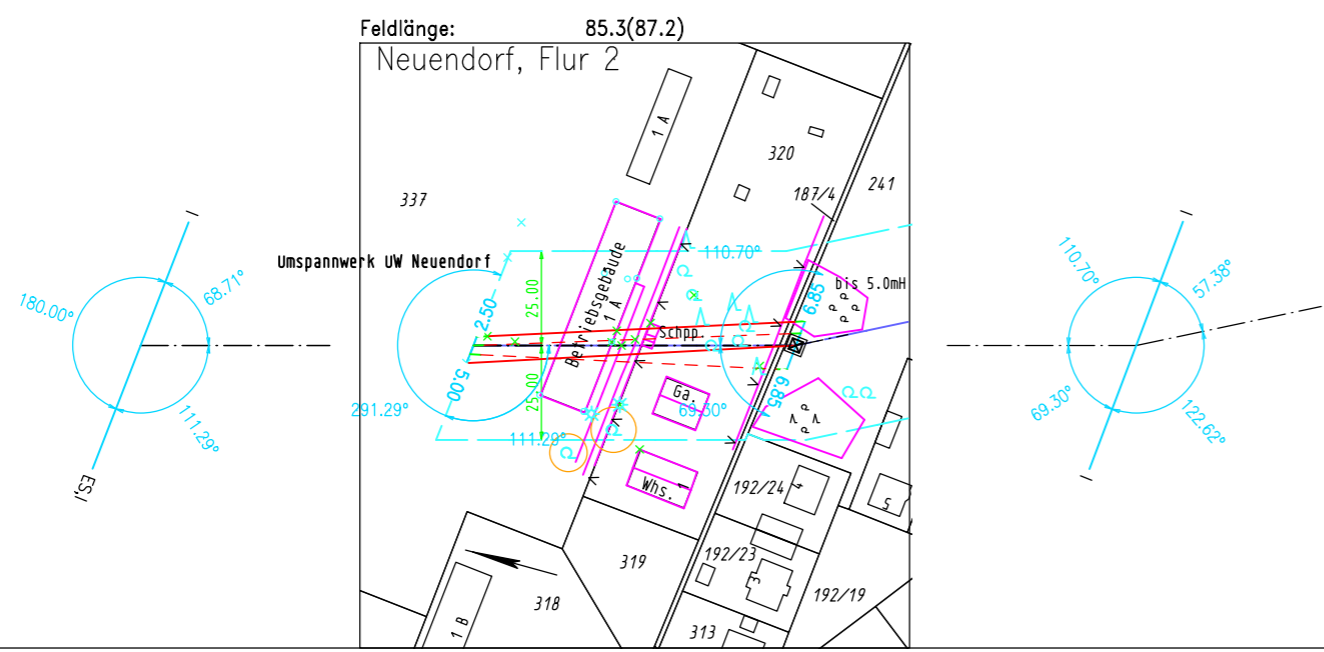 Feldlänge: 85.3(87.2)
Neuendorf, Flur 2
1 A
320
241
337
187/4
110.70°
Umspannwerk UW Neuendorf
bis 5.0mH
2.50
25.00
Betriebsgebäude
1 A
6.85
Schpp.
5.00
25.00
Ga.
6.85
291.29°
69.30°
111.29°
Whs. 1
192/24
4
5
319
192/23
3
192/19
318
313
1 B
I
180.00°
68.71°
111.29°
ES,I
I
110.70°
57.38°
69.30°
122.62°
I